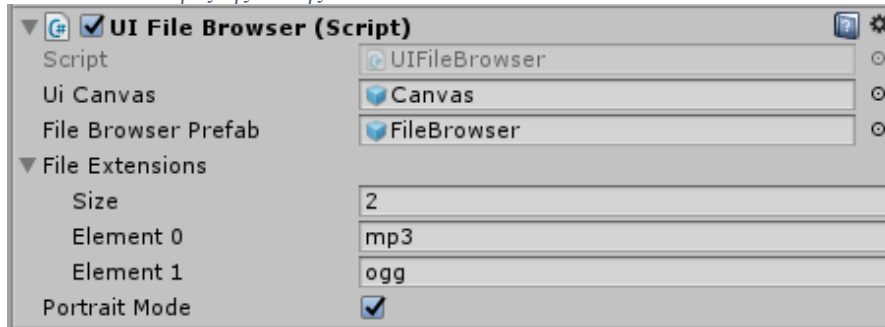 UI File Browser (Script)
Script UIFileBrowser
Ui Canvas Canvas
File Browser Prefab FileBrowser
File Extensions
Size 2
Element 0 mp3
Element 1 ogg
Portrait Mode